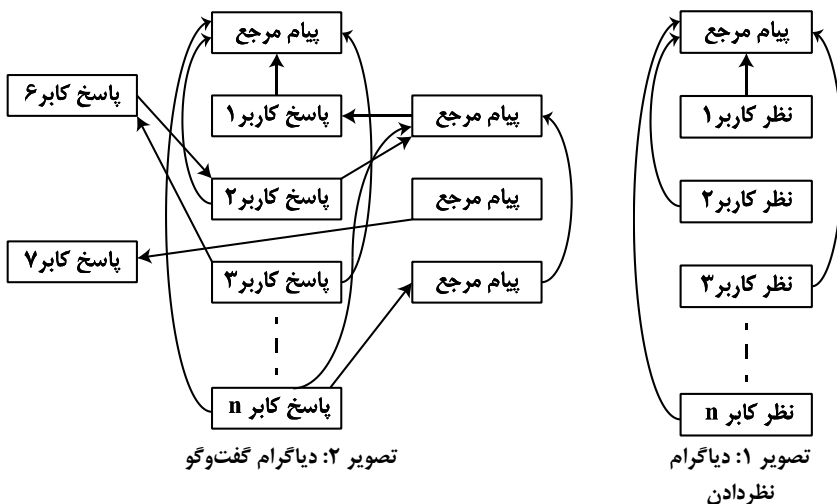 پیام مرجع
نظر کاربر۱
نظر کاربر۲
نظر کاربر۳
نظر کابر n
تصویر ۱: دیاگرام
نظردادن
پیام مرجع
پاسخ کاربر۱
پاسخ کاربر۲
پاسخ کاربر۳
پاسخ کابر n
پیام مرجع
پیام مرجع
پیام مرجع
پاسخ کابر۶
پاسخ کابر۷
تصویر ۲: دیاگرام گفت‌وگو